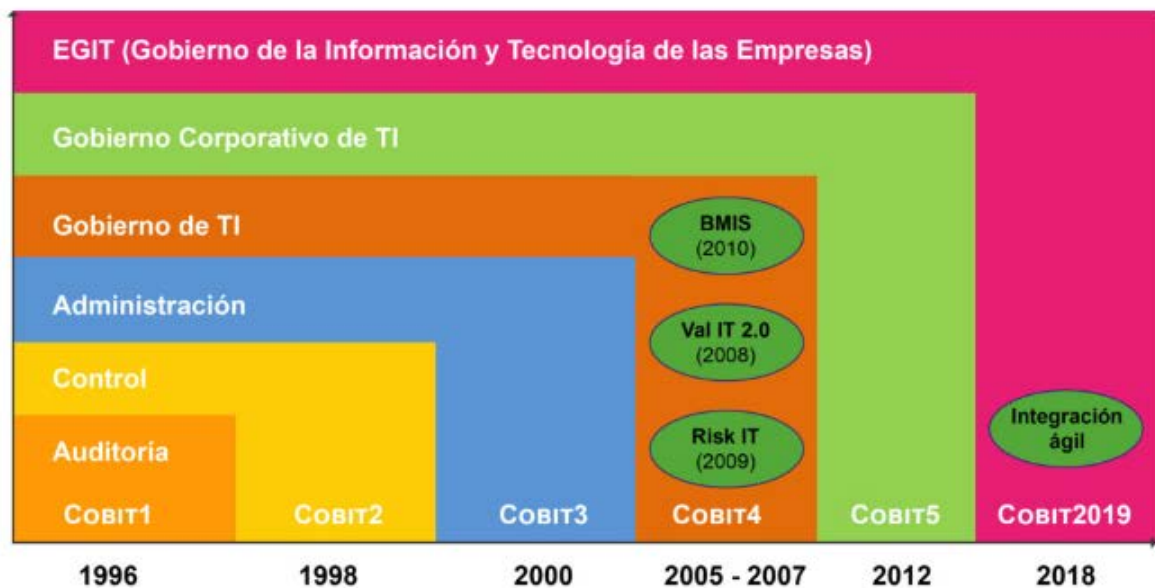 EGIT (Gobierno de la Información y Tecnología de las Empresas)
Gobierno Corporativo de TI
Gobierno de TI
BMIS
(2010)
Administración
Val IT 2.0
(2008)
Control
Integración
ágil
Auditoría
Risk IT
(2009)
COBIT1
COBIT2
COBIT3
COBIT4
COBIT5
COBIT2019
1996
1998
2000
2005 - 2007
2012
2018